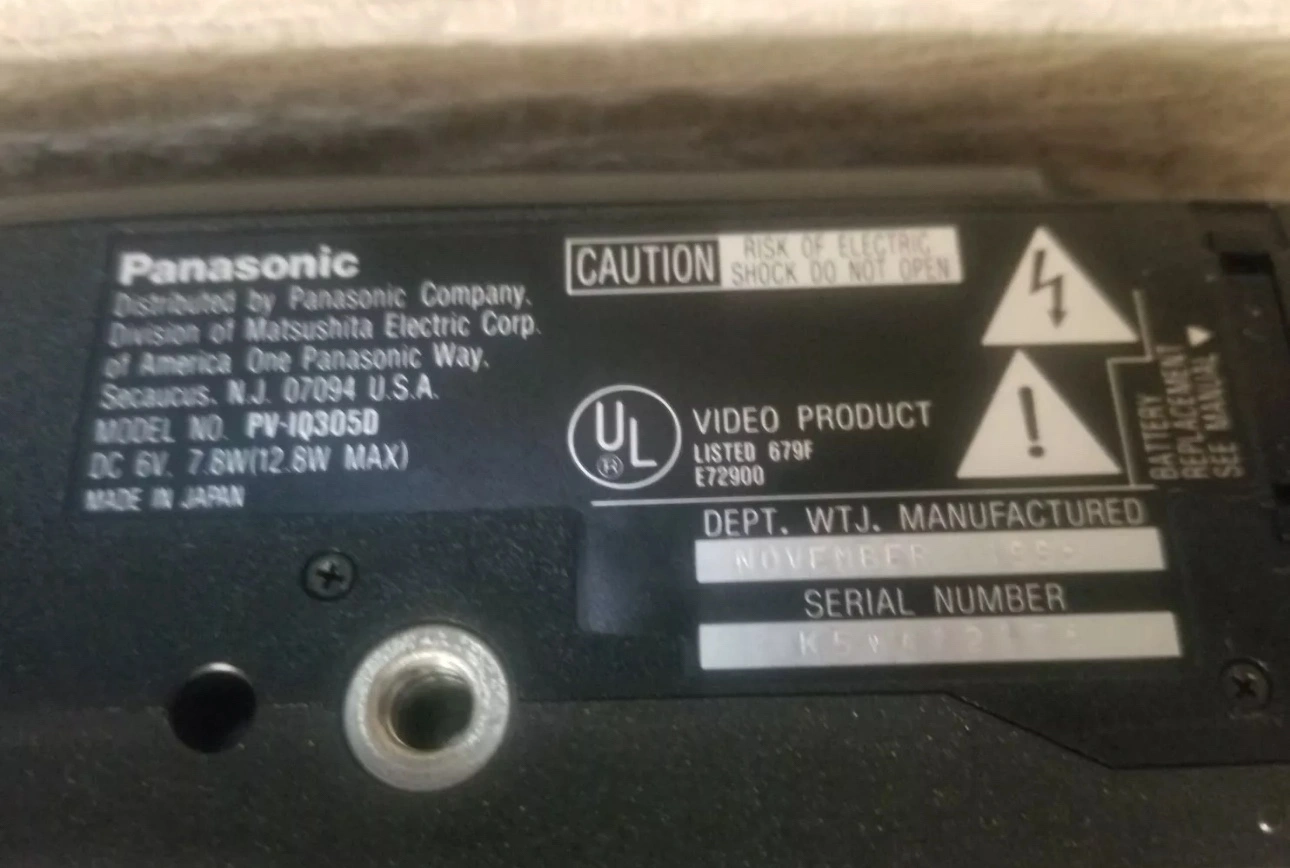 Panasonic
Distributed by Panasonic Company,
Division of Matsushita Electric Corp.
of America One Panasonic Way,
Secaucus, N.J. 07094 U.S.A.
MODEL NO. PV-IQ305D
DC 6V, 7.8W(12.8W MAX)
MADE IN JAPAN
CAUTION
RISK OF ELECTRIC
SHOCK DO NOT OPEN
UL
®
VIDEO PRODUCT
LISTED 679F
E72900
BATTERY
REPLACEMENT
SEE MANUAL
DEPT. WTJ. MANUFACTURED
NOVEMBER
SERIAL NUMBER